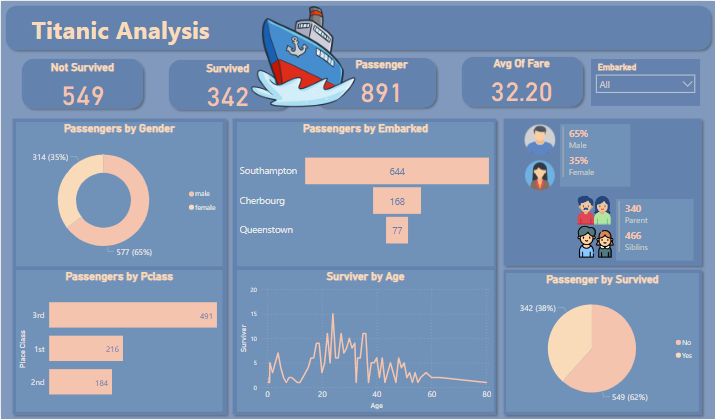 Titanic Analysis
Not Survived
549
Survived
342
Passenger
891
Avg Of Fare
32.20
Embarked
All
Passengers by Gender
314 (35%)
577 (65%)
male
female
Passengers by Embarked
Southampton 644
Cherbourg 168
Queenstown 77
65%
Male
35%
Female
340
Parent
466
Siblins
Passengers by Pclass
Place Class
3rd 491
1st 216
2nd 184
Surviver by Age
Surviver
20
15
10
5
0
0 20 40 60 80
Age
Passenger by Survived
342 (38%)
549 (62%)
No
Yes